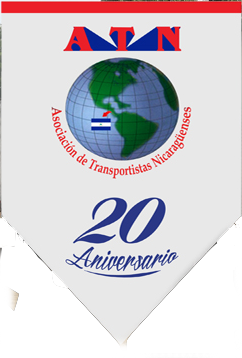 ATN
Asociación de Transportistas Nicaragüenses
20
Aniversario